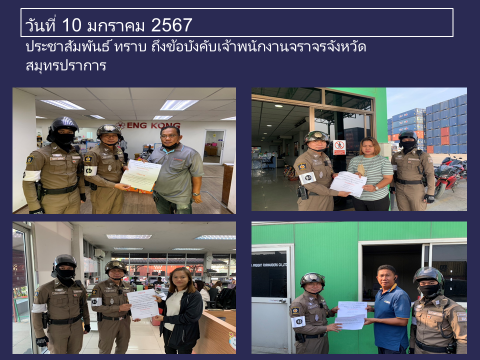 วันที่ 10 มกราคม 2567
ประชาสัมพันธ์ ทราบ ถึงข้อบังคับเจ้าพนักงานจราจรจังหวัด
สมุทรปราการ
ENG KONG